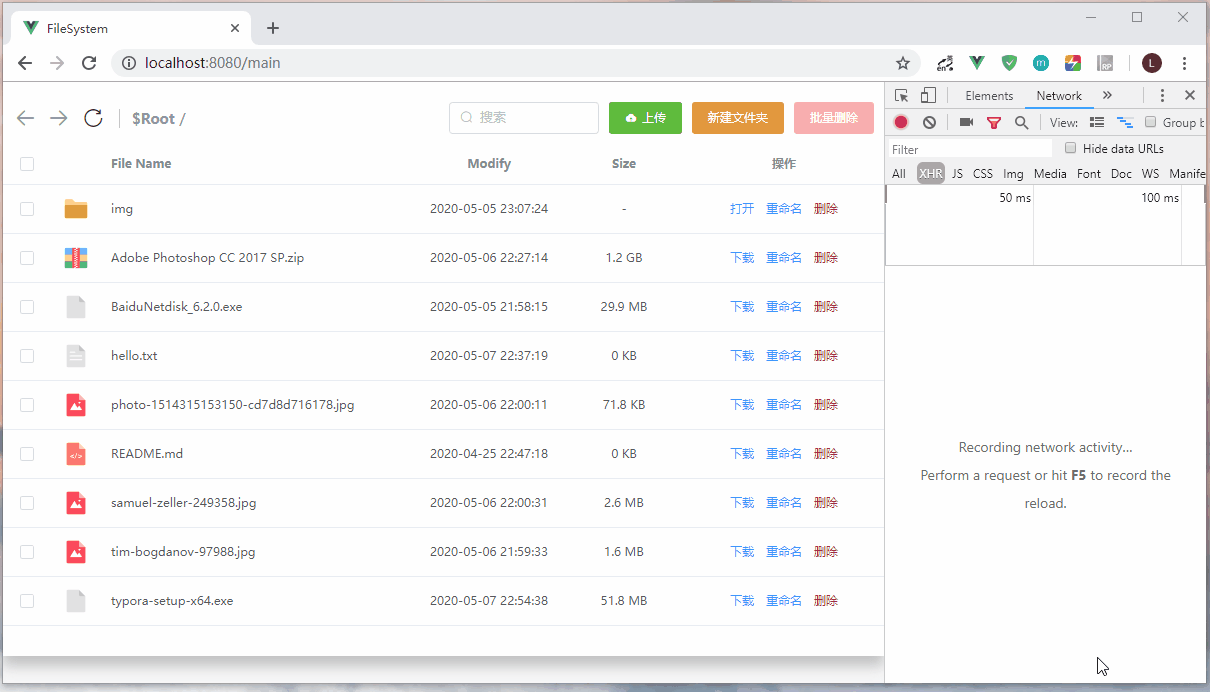 FileSystem
localhost:8080/main
en
m
RP
L
$Root /
搜索
上传
新建文件夹
批量删除
File Name Modify Size 操作
img 2020-05-05 23:07:24 - 打开 重命名 删除
Adobe Photoshop CC 2017 SP.zip 2020-05-06 22:27:14 1.2 GB 下载 重命名 删除
BaiduNetdisk_6.2.0.exe 2020-05-05 21:58:15 29.9 MB 下载 重命名 删除
hello.txt 2020-05-07 22:37:19 0 KB 下载 重命名 删除
photo-1514315153150-cd7d8d716178.jpg 2020-05-06 22:00:11 71.8 KB 下载 重命名 删除
README.md 2020-04-25 22:47:18 0 KB 下载 重命名 删除
samuel-zeller-249358.jpg 2020-05-06 22:00:31 2.6 MB 下载 重命名 删除
tim-bogdanov-97988.jpg 2020-05-06 21:59:33 1.6 MB 下载 重命名 删除
typora-setup-x64.exe 2020-05-07 22:54:38 51.8 MB 下载 重命名 删除
Elements Network »
View: Group b
Filter Hide data URLs
All XHR JS CSS Img Media Font Doc WS Manife
50 ms 100 ms
Recording network activity...
Perform a request or hit F5 to record the
reload.